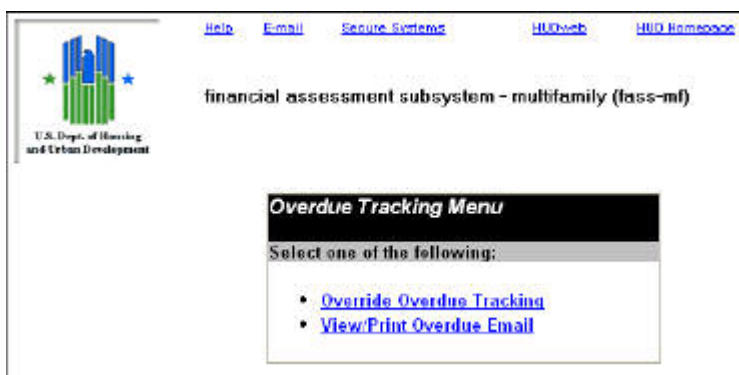 Help E-mail Secure Systems HUDweb HUD Homepage
financial assessment subsystem - multifamily (fass-mf)
U.S. Dept. of Housing
and Urban Development
Overdue Tracking Menu
Select one of the following:
• Override Overdue Tracking
• View/Print Overdue Email